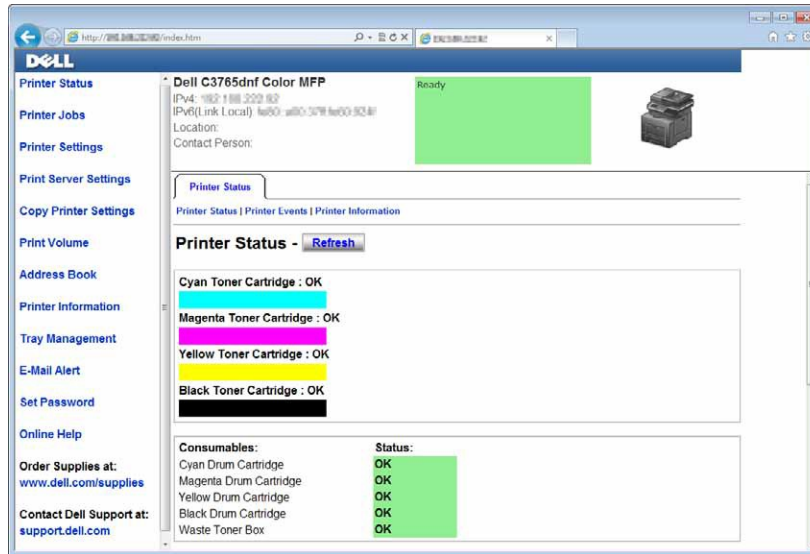 http:// /index.htm
DELL
Printer Status
Printer Jobs
Printer Settings
Print Server Settings
Copy Printer Settings
Print Volume
Address Book
Printer Information
Tray Management
E-Mail Alert
Set Password
Online Help
Order Supplies at:
www.dell.com/supplies
Contact Dell Support at:
support.dell.com
Dell C3765dnf Color MFP
IPv4:
IPv6(Link Local):
Location:
Contact Person:
Ready
Printer Status
Printer Status | Printer Events | Printer Information
Printer Status - Refresh
Cyan Toner Cartridge : OK
Magenta Toner Cartridge : OK
Yellow Toner Cartridge : OK
Black Toner Cartridge : OK
Consumables: Status:
Cyan Drum Cartridge OK
Magenta Drum Cartridge OK
Yellow Drum Cartridge OK
Black Drum Cartridge OK
Waste Toner Box OK